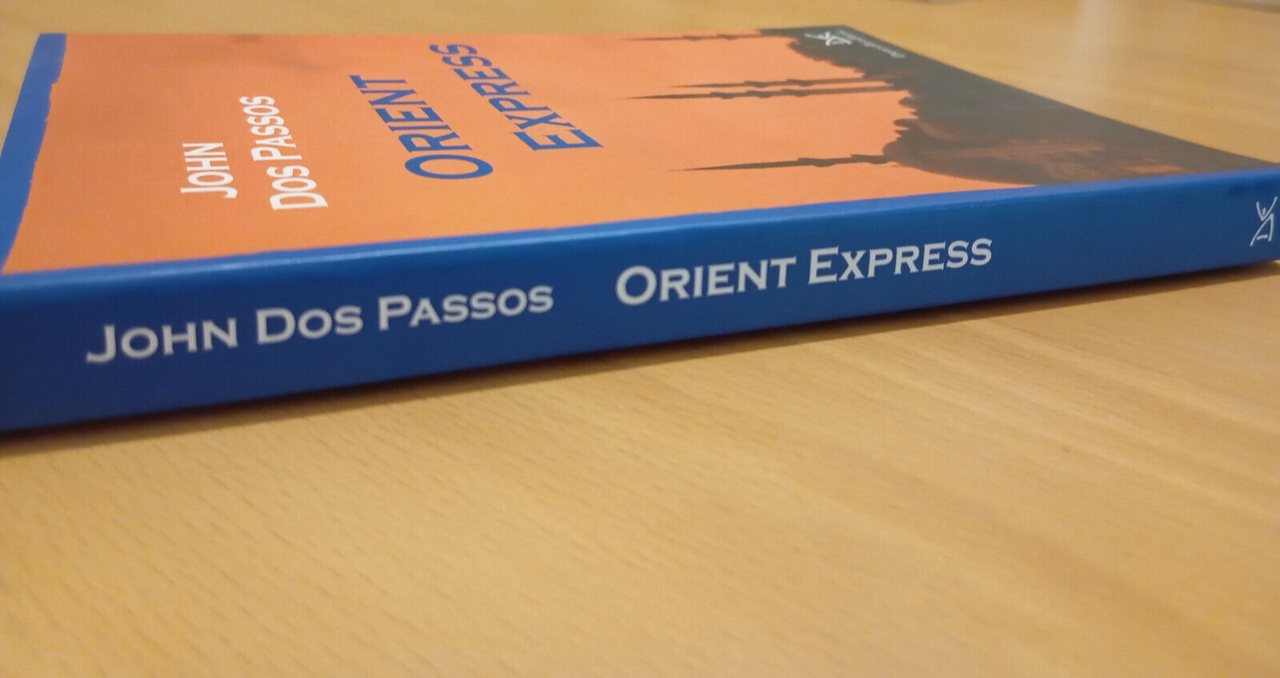 JOHN
DOS PASSOS
ORIENT
EXPRESS
JOHN DOS PASSOS ORIENT EXPRESS